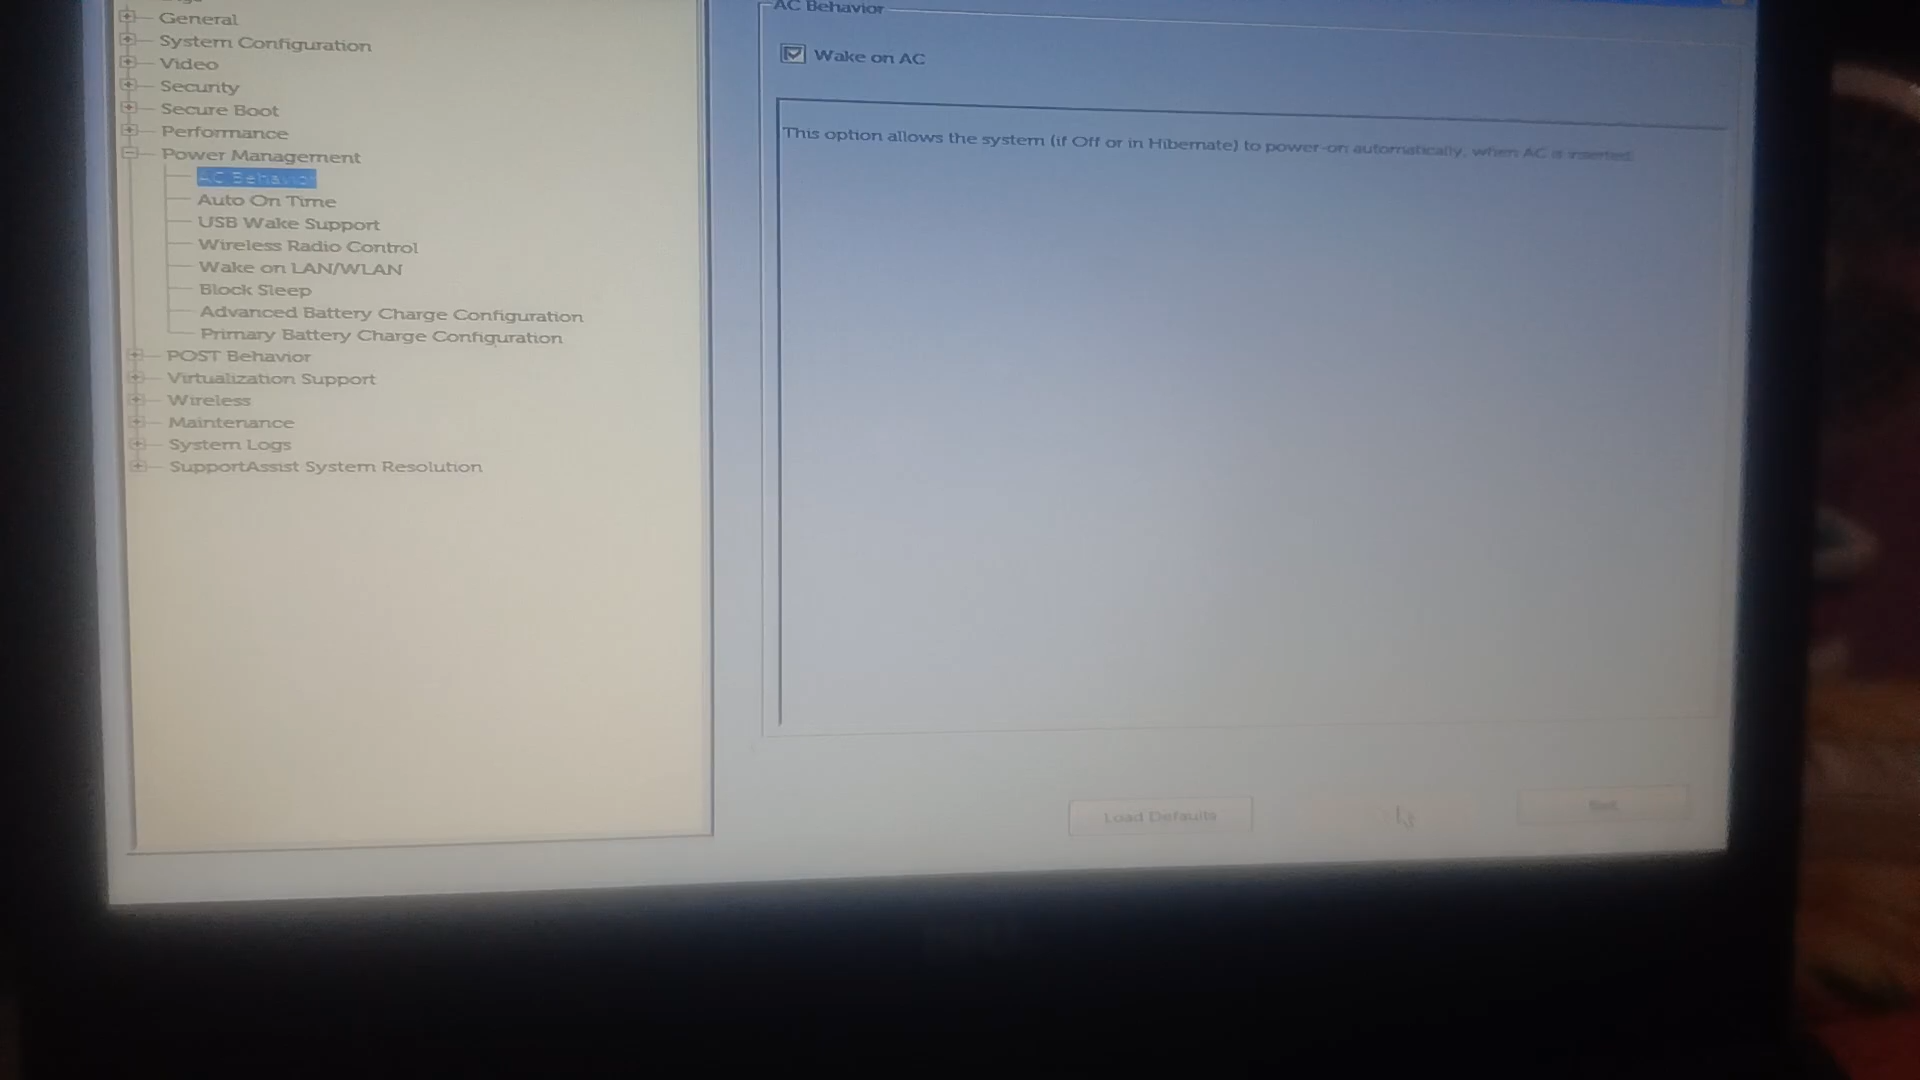 General
System Configuration
Video
Security
Secure Boot
Performance
Power Management
AC Behavior
Auto On Time
USB Wake Support
Wireless Radio Control
Wake on LAN/WLAN
Block Sleep
Advanced Battery Charge Configuration
Primary Battery Charge Configuration
POST Behavior
Virtualization Support
Wireless
Maintenance
System Logs
SupportAssist System Resolution
AC Behavior
Wake on AC
This option allows the system (if Off or in Hibernate) to power-on automatically, when AC is inserted.
Load Defaults